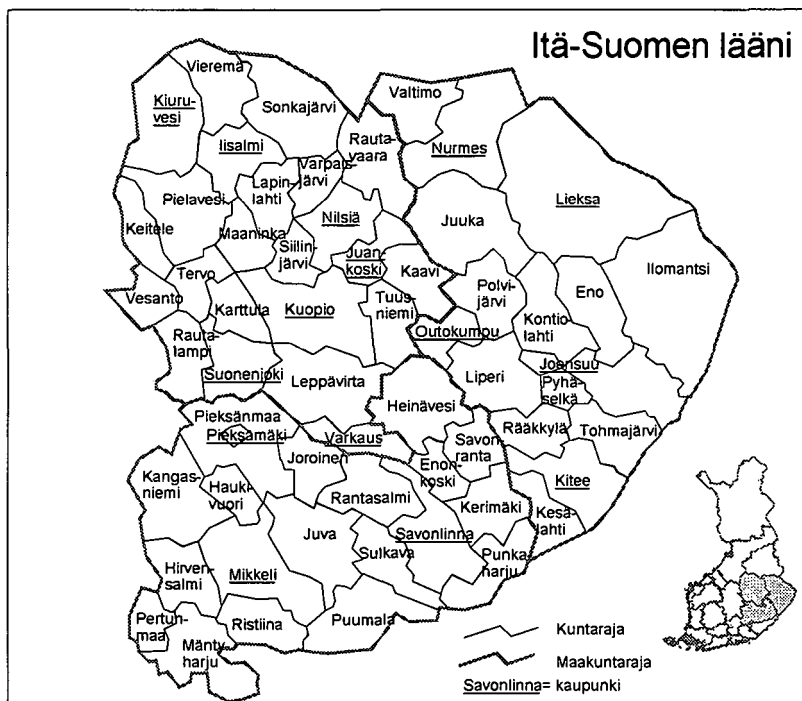 Itä-Suomen lääni
Vieremä
Kiuru-
vesi
Sonkajärvi
Iisalmi
Rauta-
vaara
Varpais-
järvi
Lapin-
lahti
Pielavesi
Keitele
Maaninka
Nilsiä
Siilin-
järvi
Juan-
koski
Kaavi
Tervo
Vesanto
Karttula
Kuopio
Tuus-
niemi
Rauta-
lampi
Suonenjoki
Leppävirta
Valtimo
Nurmes
Lieksa
Juuka
Ilomantsi
Polvi-
järvi
Eno
Kontio-
lahti
Outokumpu
Joensuu
Liperi
Pyhä-
selkä
Rääkkylä
Tohmajärvi
Kitee
Kesä-
lahti
Heinävesi
Pieksänmaa
Pieksämäki
Varkaus
Savon-
ranta
Joroinen
Enon-
koski
Kangas-
niemi
Hauki-
vuori
Rantasalmi
Kerimäki
Juva
Savonlinna
Sulkava
Punka-
harju
Hirven-
salmi
Mikkeli
Pertun-
maa
Ristiina
Puumala
Mänty-
harju
Kuntaraja
Maakuntaraja
Savonlinna= kaupunki